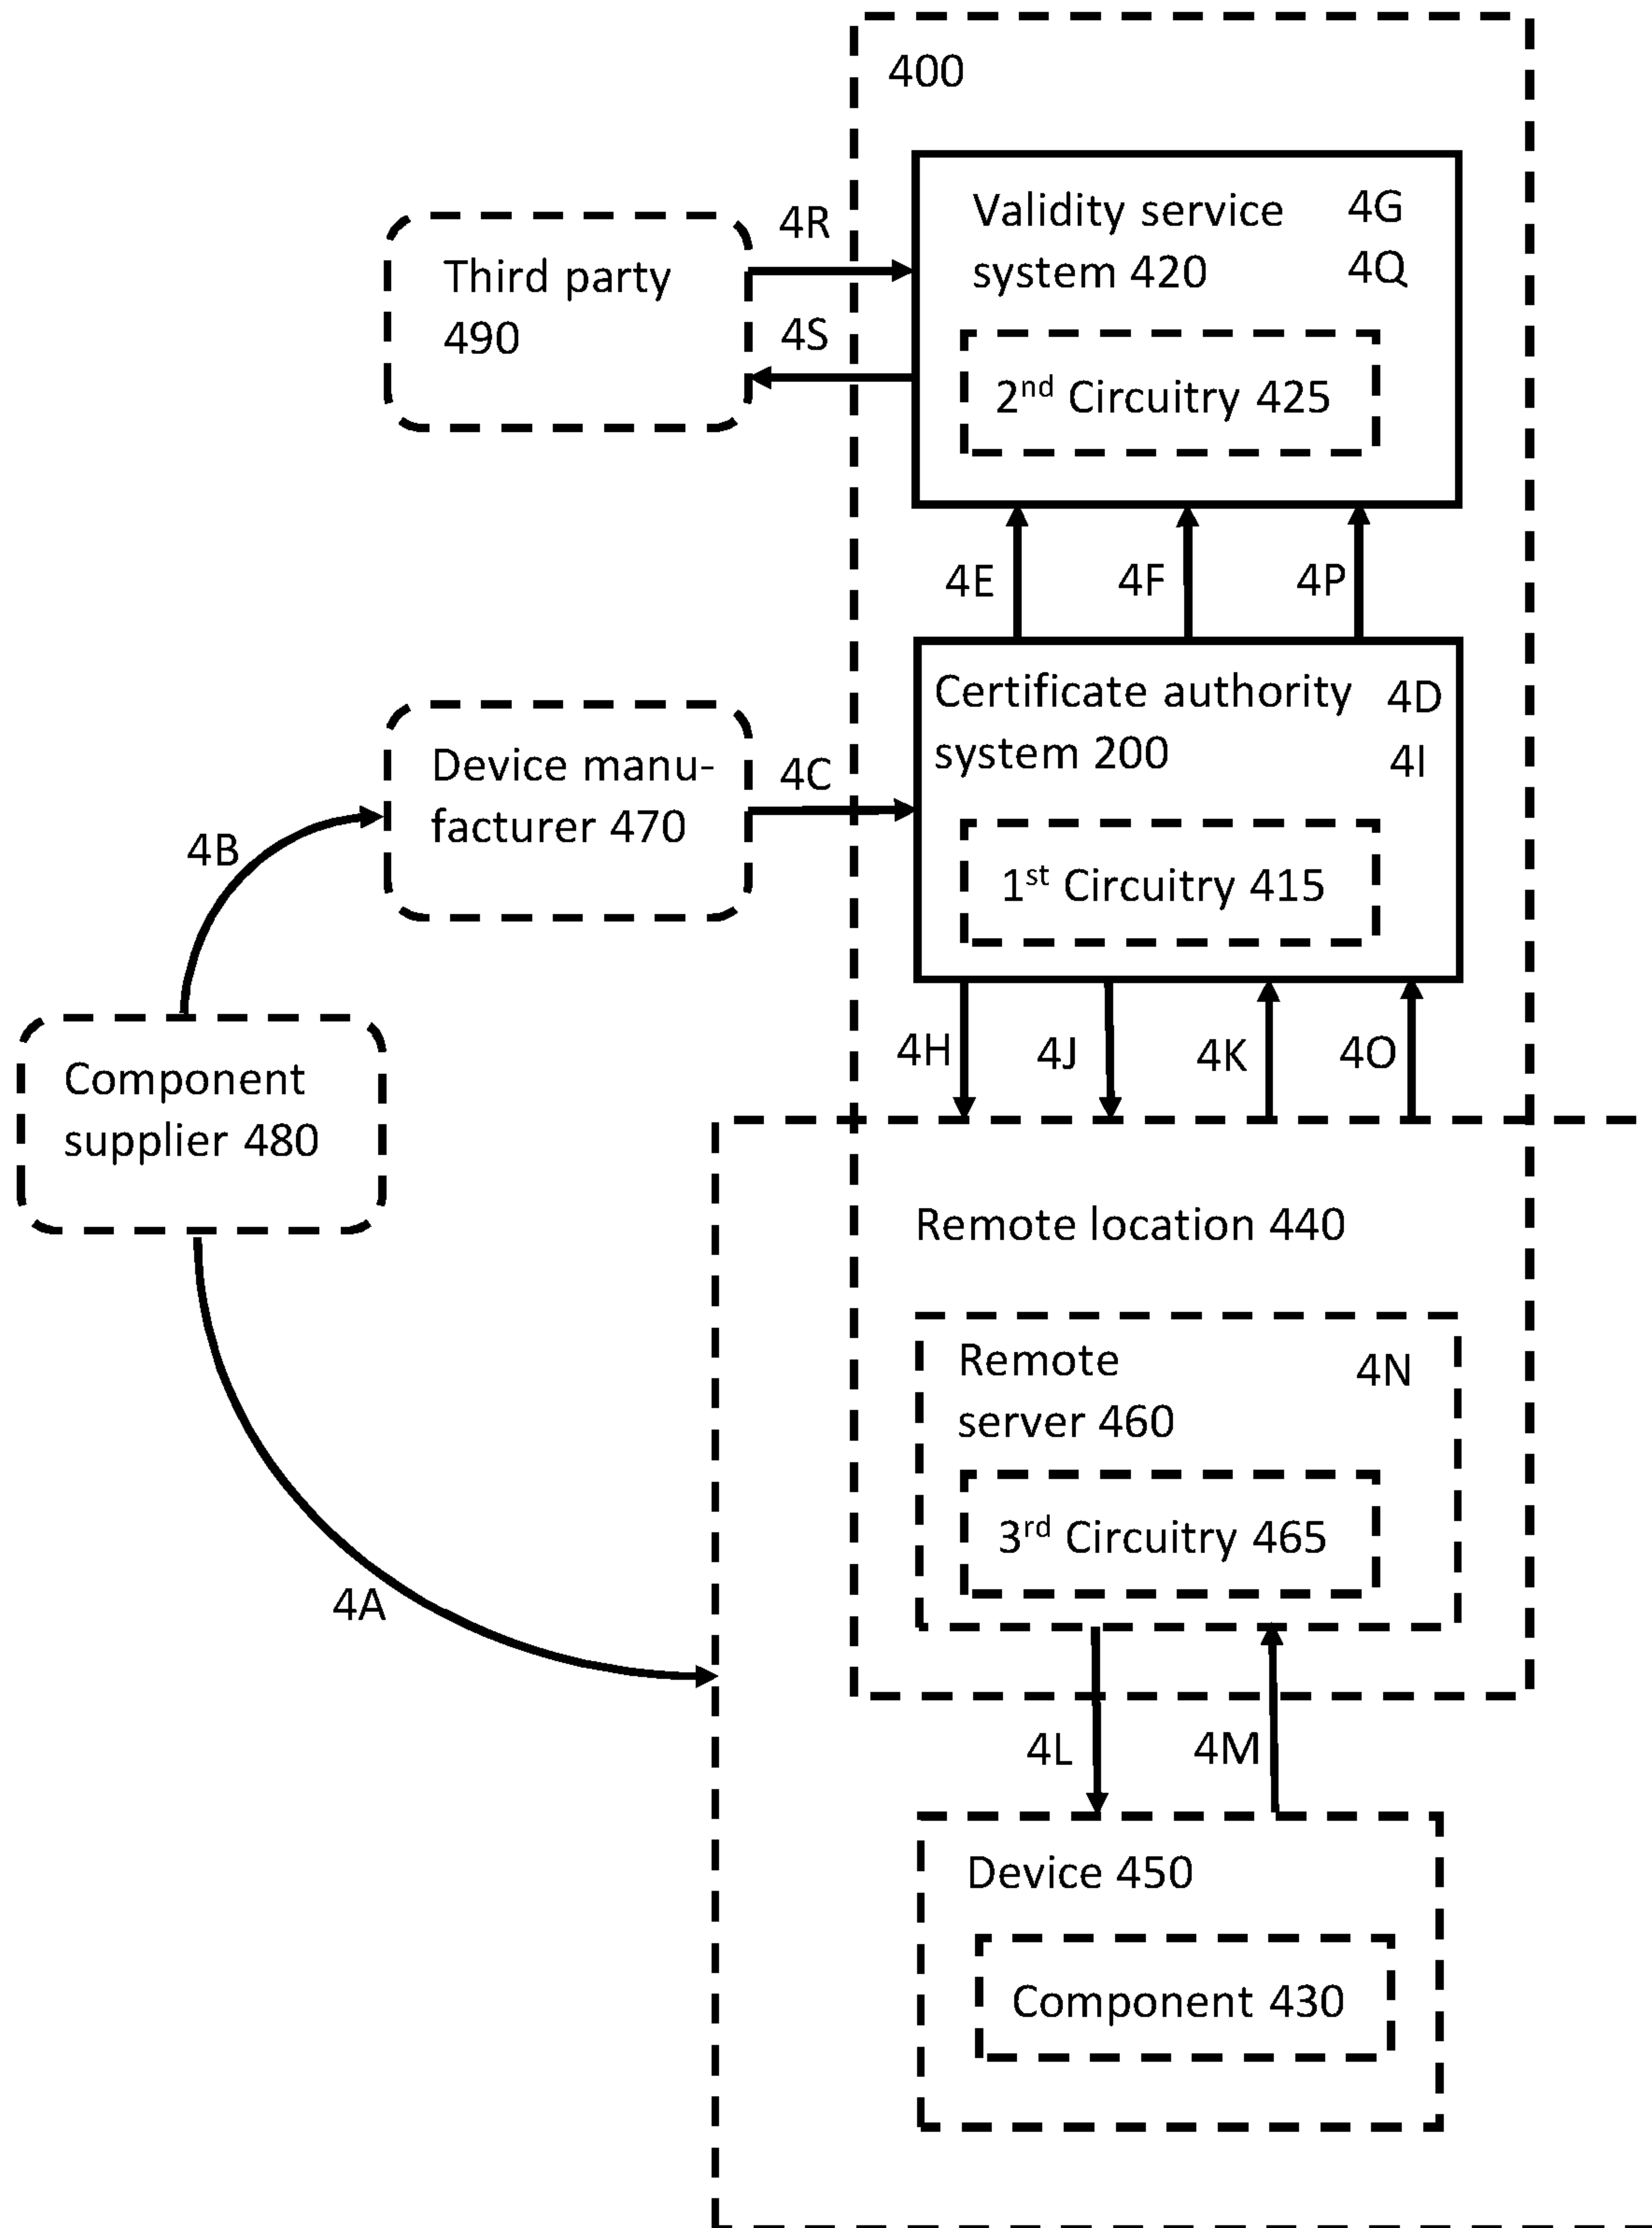 400
Validity service
system 420
4G
4Q
2nd Circuitry 425
4R
Third party
490
4S
4E
4F
4P
Certificate authority
system 200
4D
4I
1st Circuitry 415
Device manu-
facturer 470
4C
4B
4H
4J
4K
4O
Component
supplier 480
Remote location 440
Remote
server 460
4N
3rd Circuitry 465
4A
4L
4M
Device 450
Component 430